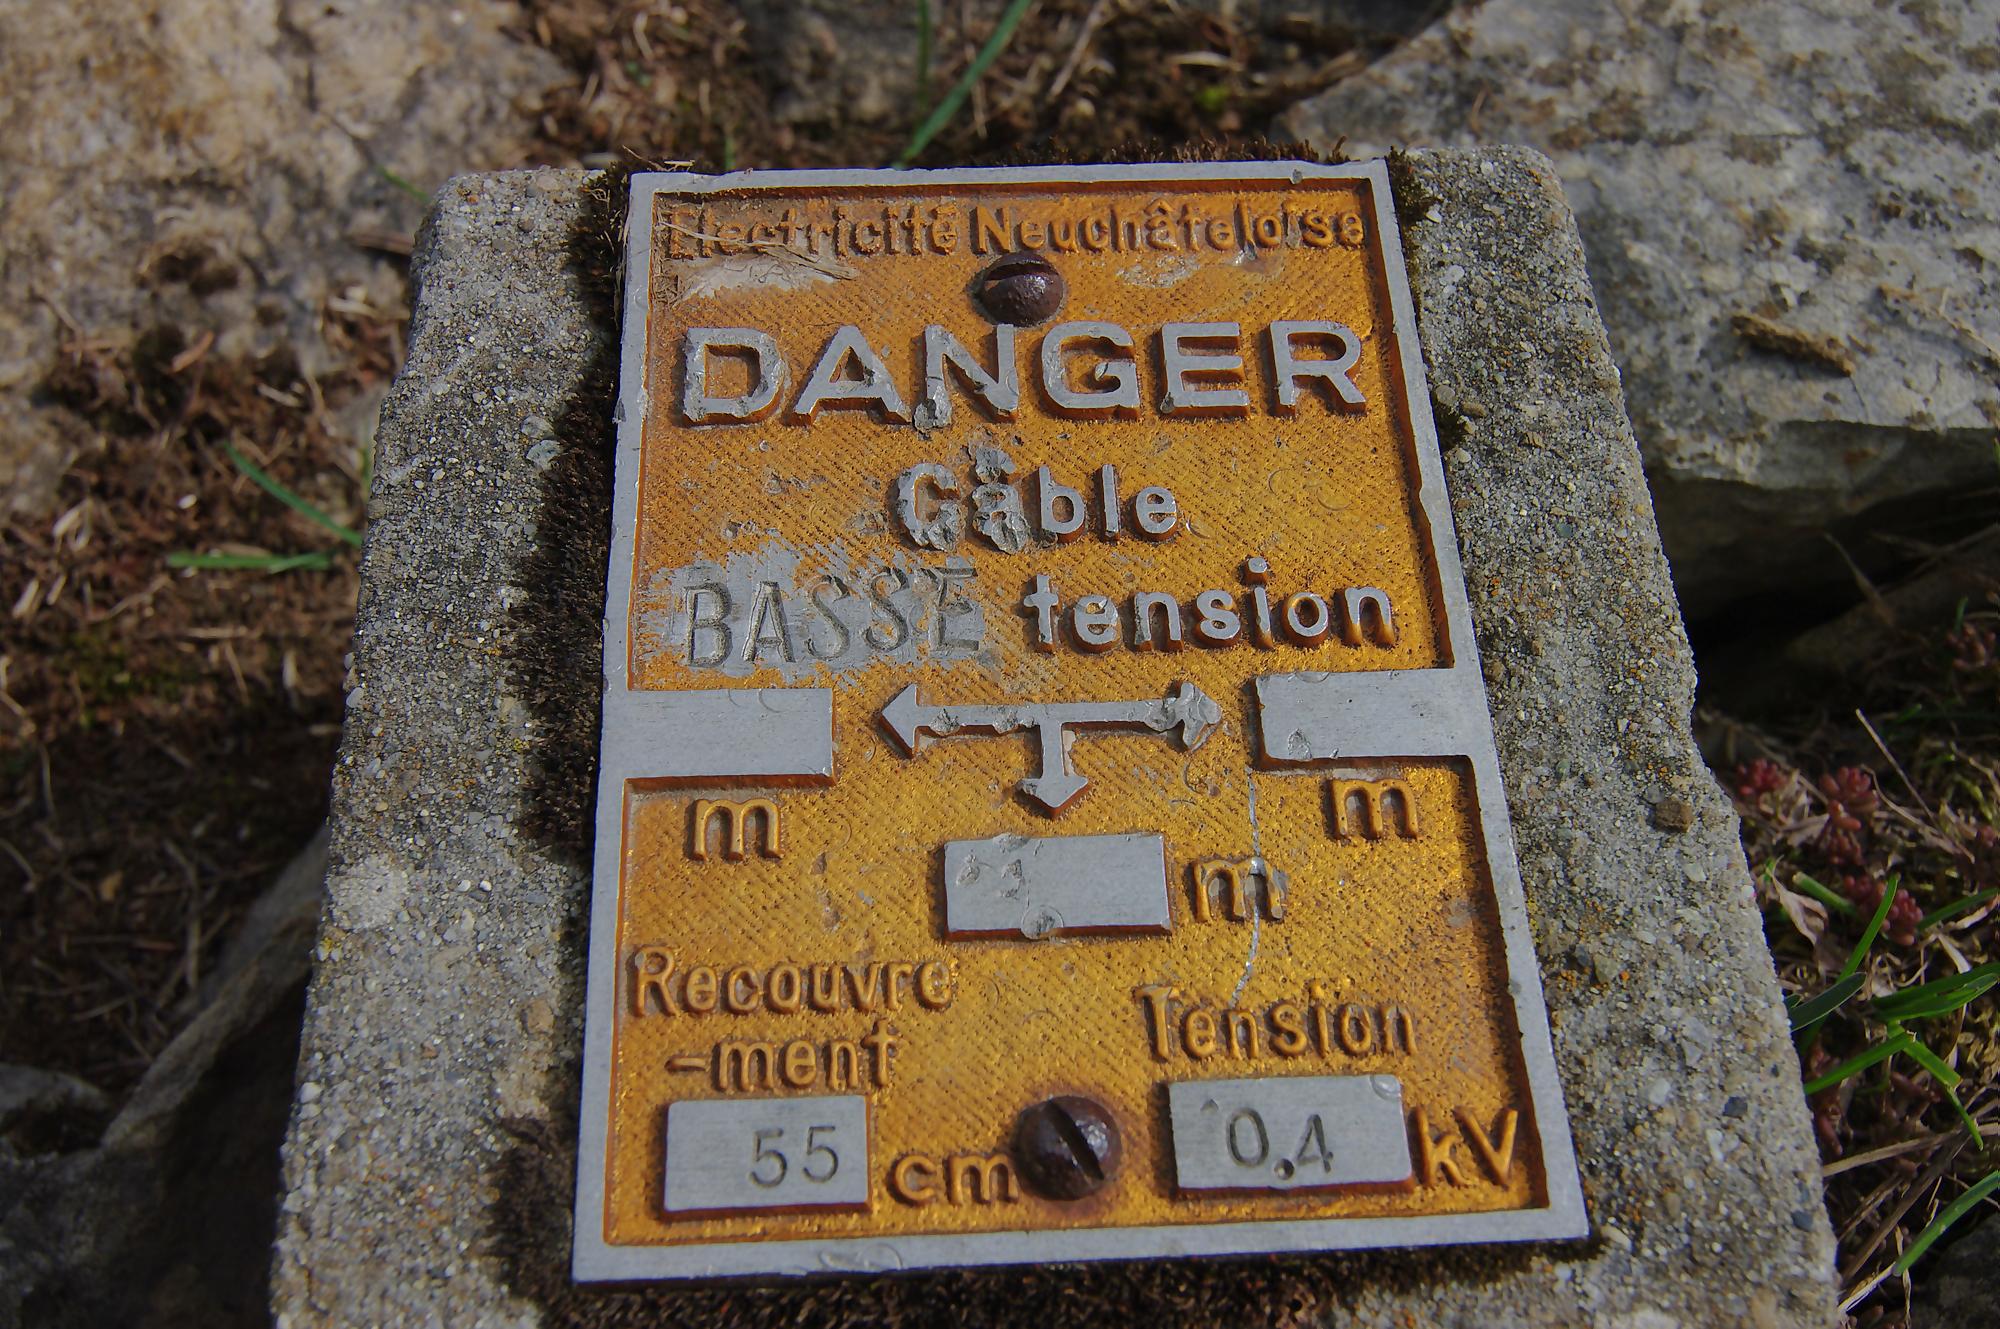 Electricité Neuchâteloise
DANGER
Câble
BASSE tension
m
m
m
Recouvre
-ment
Tension
55 cm
0,4 kV